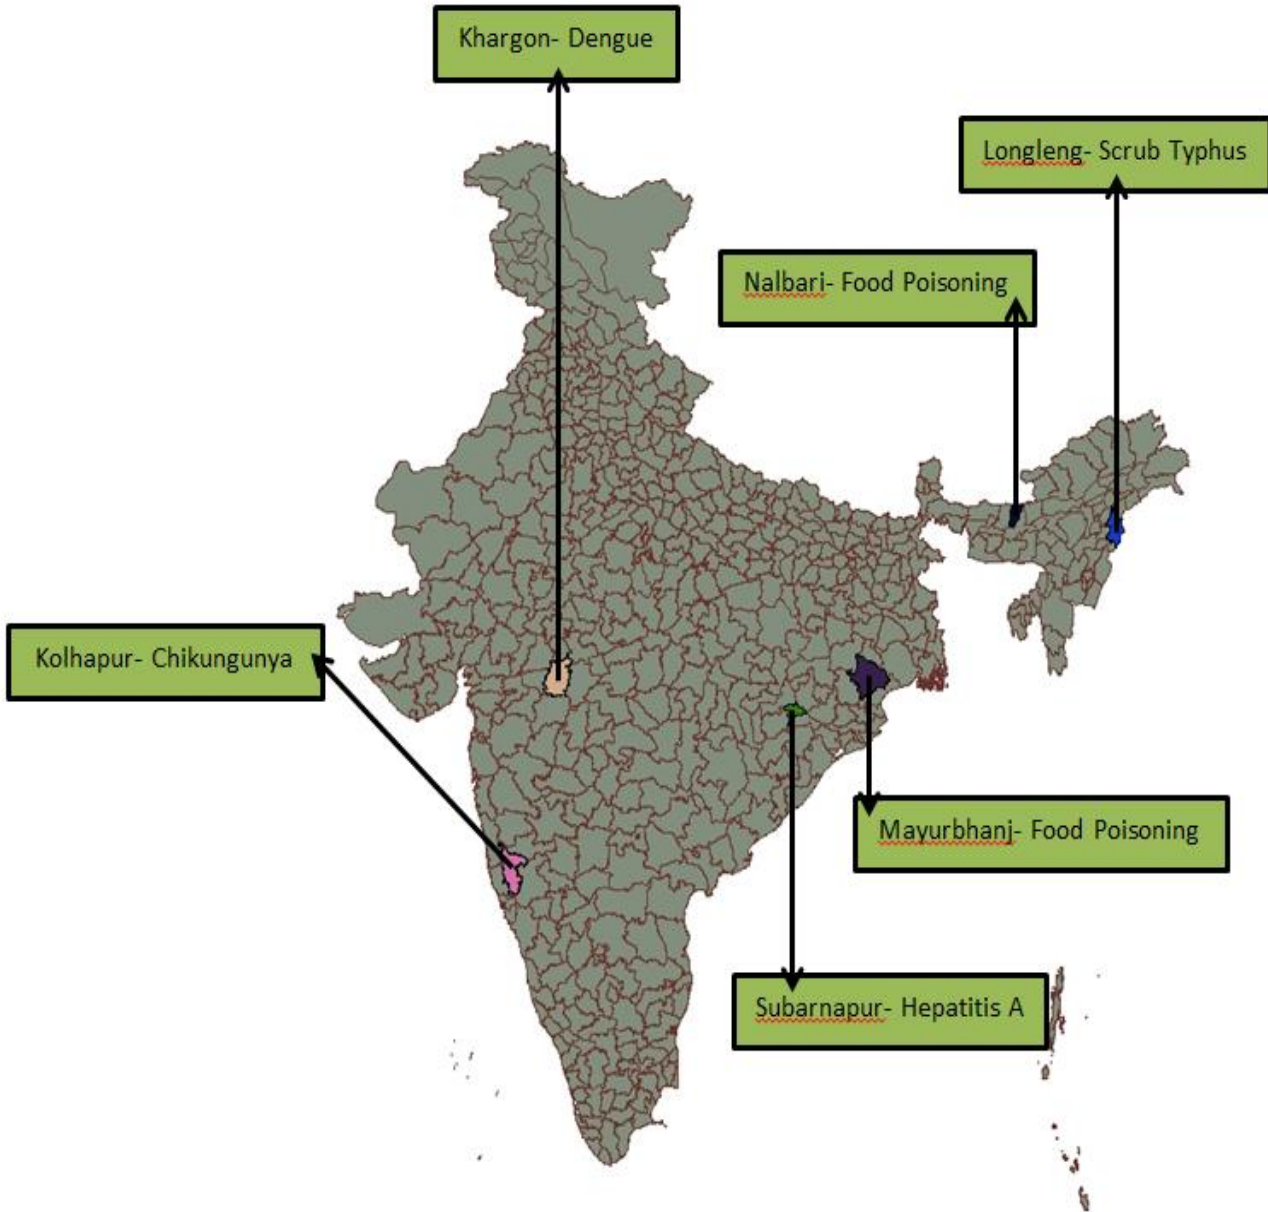 Khargon- Dengue
Longleng- Scrub Typhus
Nalbari- Food Poisoning
Kolhapur- Chikungunya
Mayurbhanj- Food Poisoning
Subarnapur- Hepatitis A